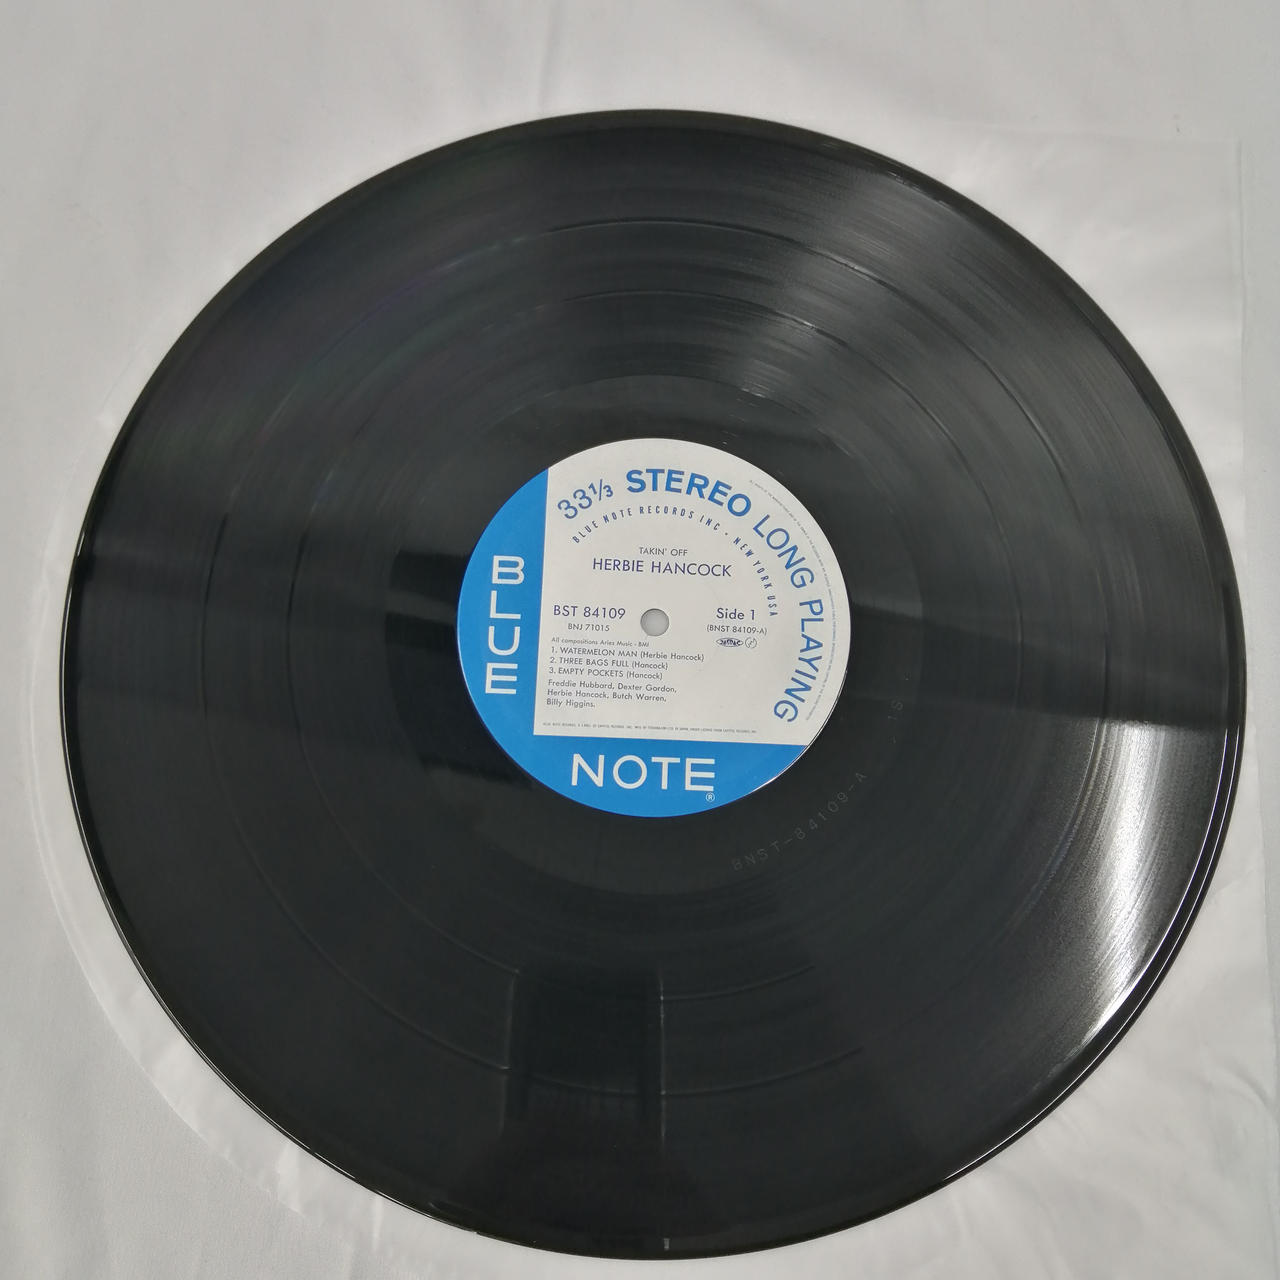 33⅓ STEREO LONG PLAYING
BLUE NOTE RECORDS INC · NEW YORK USA
TAKIN' OFF
HERBIE HANCOCK
BST 84109
BNJ 71015
Side 1
(BNST 84109-A)
All compositions Aries Music - BMI
1. WATERMELON MAN (Herbie Hancock)
2. THREE BAGS FULL (Hancock)
3. EMPTY POCKETS (Hancock)
Freddie Hubbard, Dexter Gordon,
Herbie Hancock, Butch Warren,
Billy Higgins.
BLUE
NOTE
®
BNST-84109-A
1S